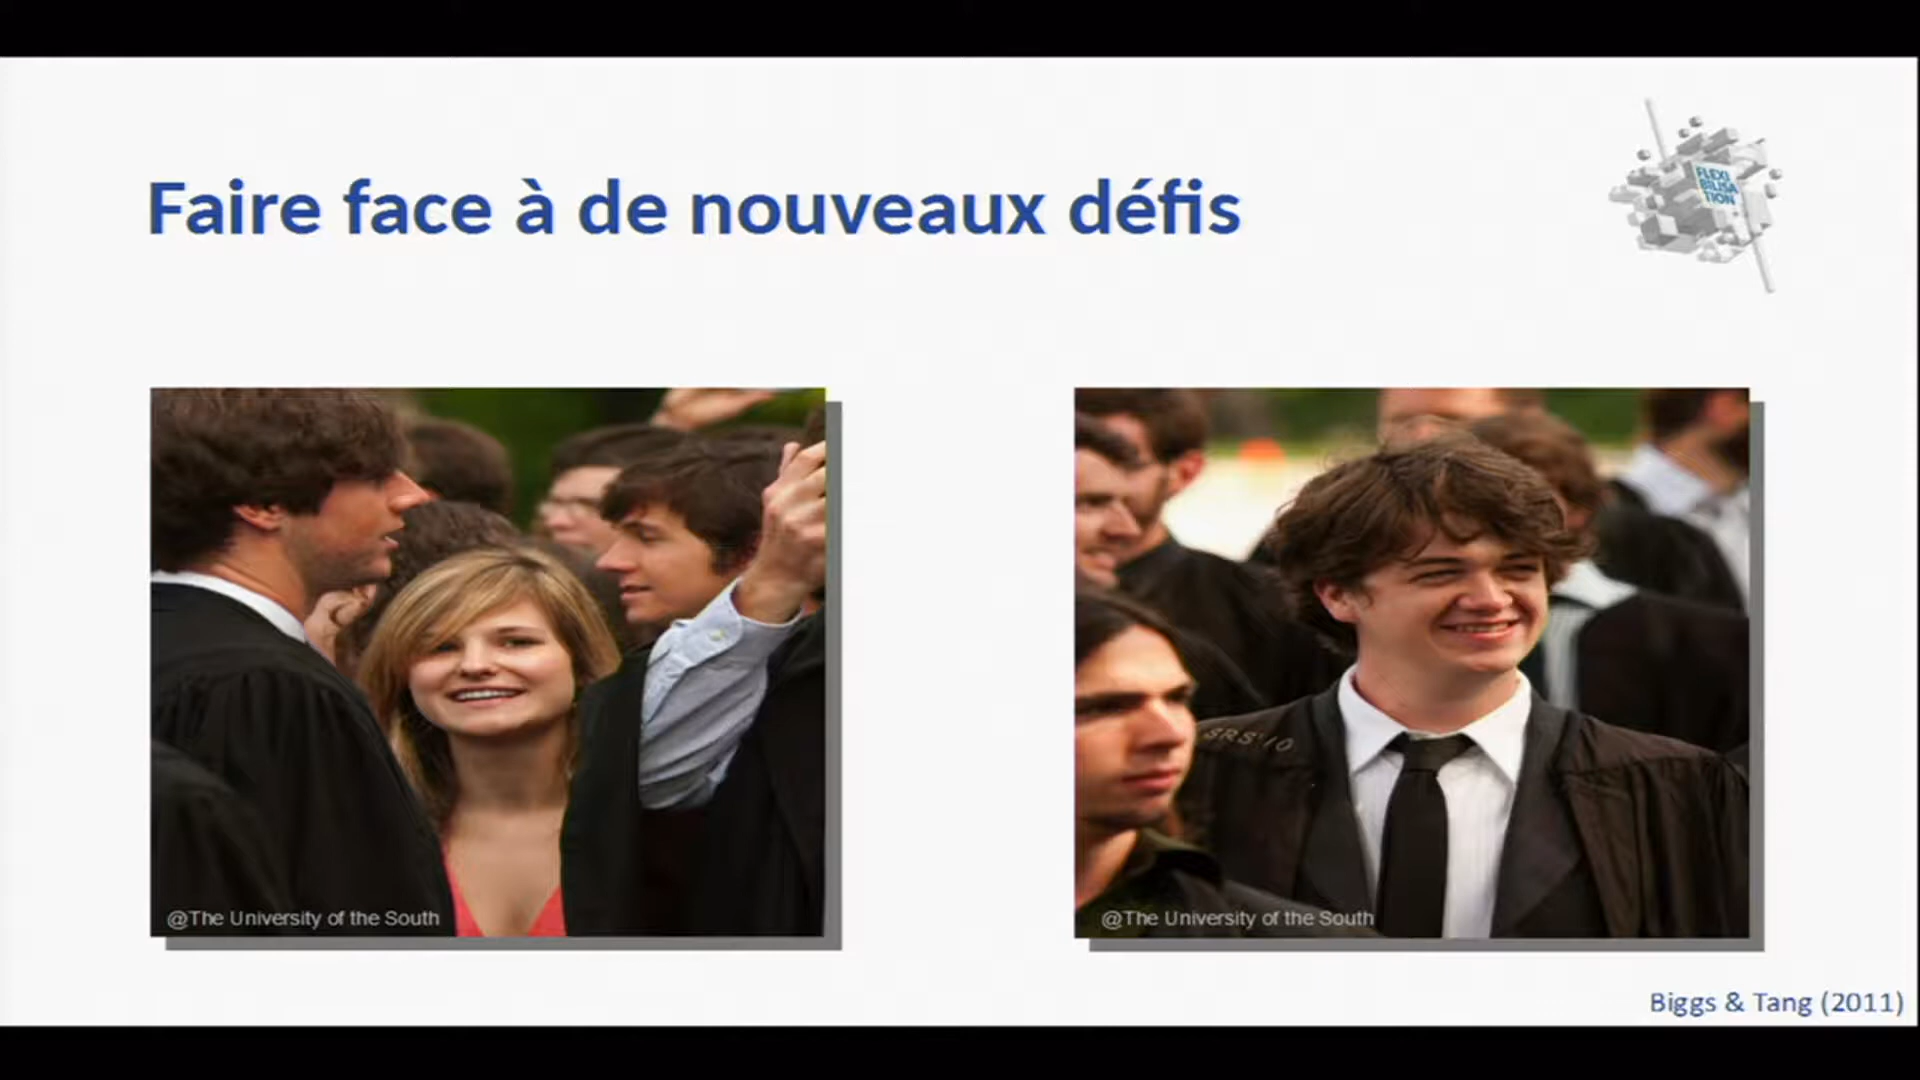 Faire face à de nouveaux défis
FLEXI
BILISA
TION
SRS'10
@The University of the South
@The University of the South
Biggs & Tang (2011)